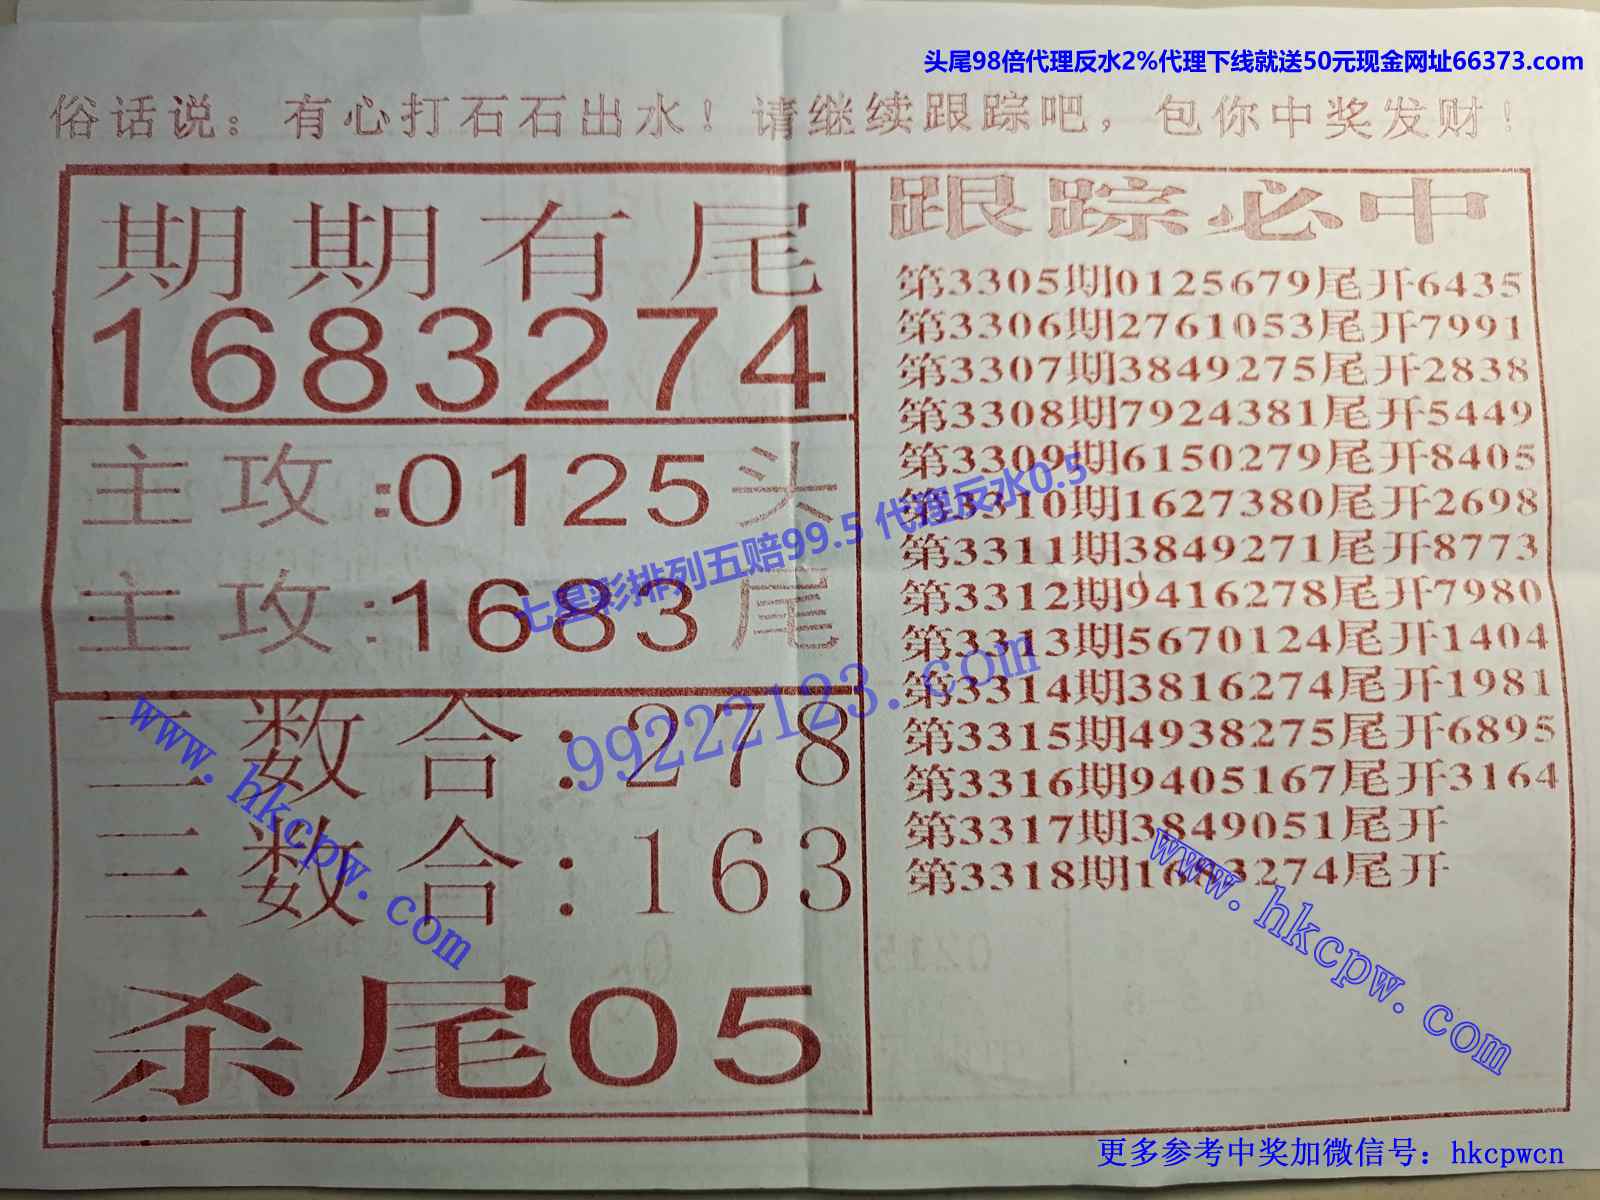 头尾98倍代理反水2%代理下线就送50元现金网址66373.com
俗话说：有心打石石出水！请继续跟踪吧，包你中奖发财！
期期有尾
1683274
主攻:0125头
主攻:1683尾
二数合:278
三数合:163
杀尾05
跟踪必中
第3305期0125679尾开6435
第3306期2761053尾开7991
第3307期3849275尾开2838
第3308期7924381尾开5449
第3309期6150279尾开8405
第3310期1627380尾开2698
第3311期3849271尾开8773
第3312期9416278尾开7980
第3313期5670124尾开1404
第3314期3816274尾开1981
第3315期4938275尾开6895
第3316期9405167尾开3164
第3317期3849051尾开
第3318期1683274尾开
七星彩排列五赔99.5 代理反水0.5
99222123.com
www.hkcpw.com
www.hkcpw.com
更多参考中奖加微信号：hkcpwcn